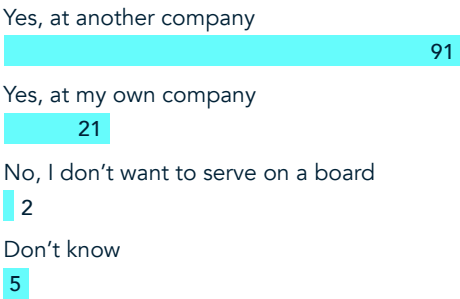 Yes, at another company
91
Yes, at my own company
21
No, I don’t want to serve on a board
2
Don’t know
5